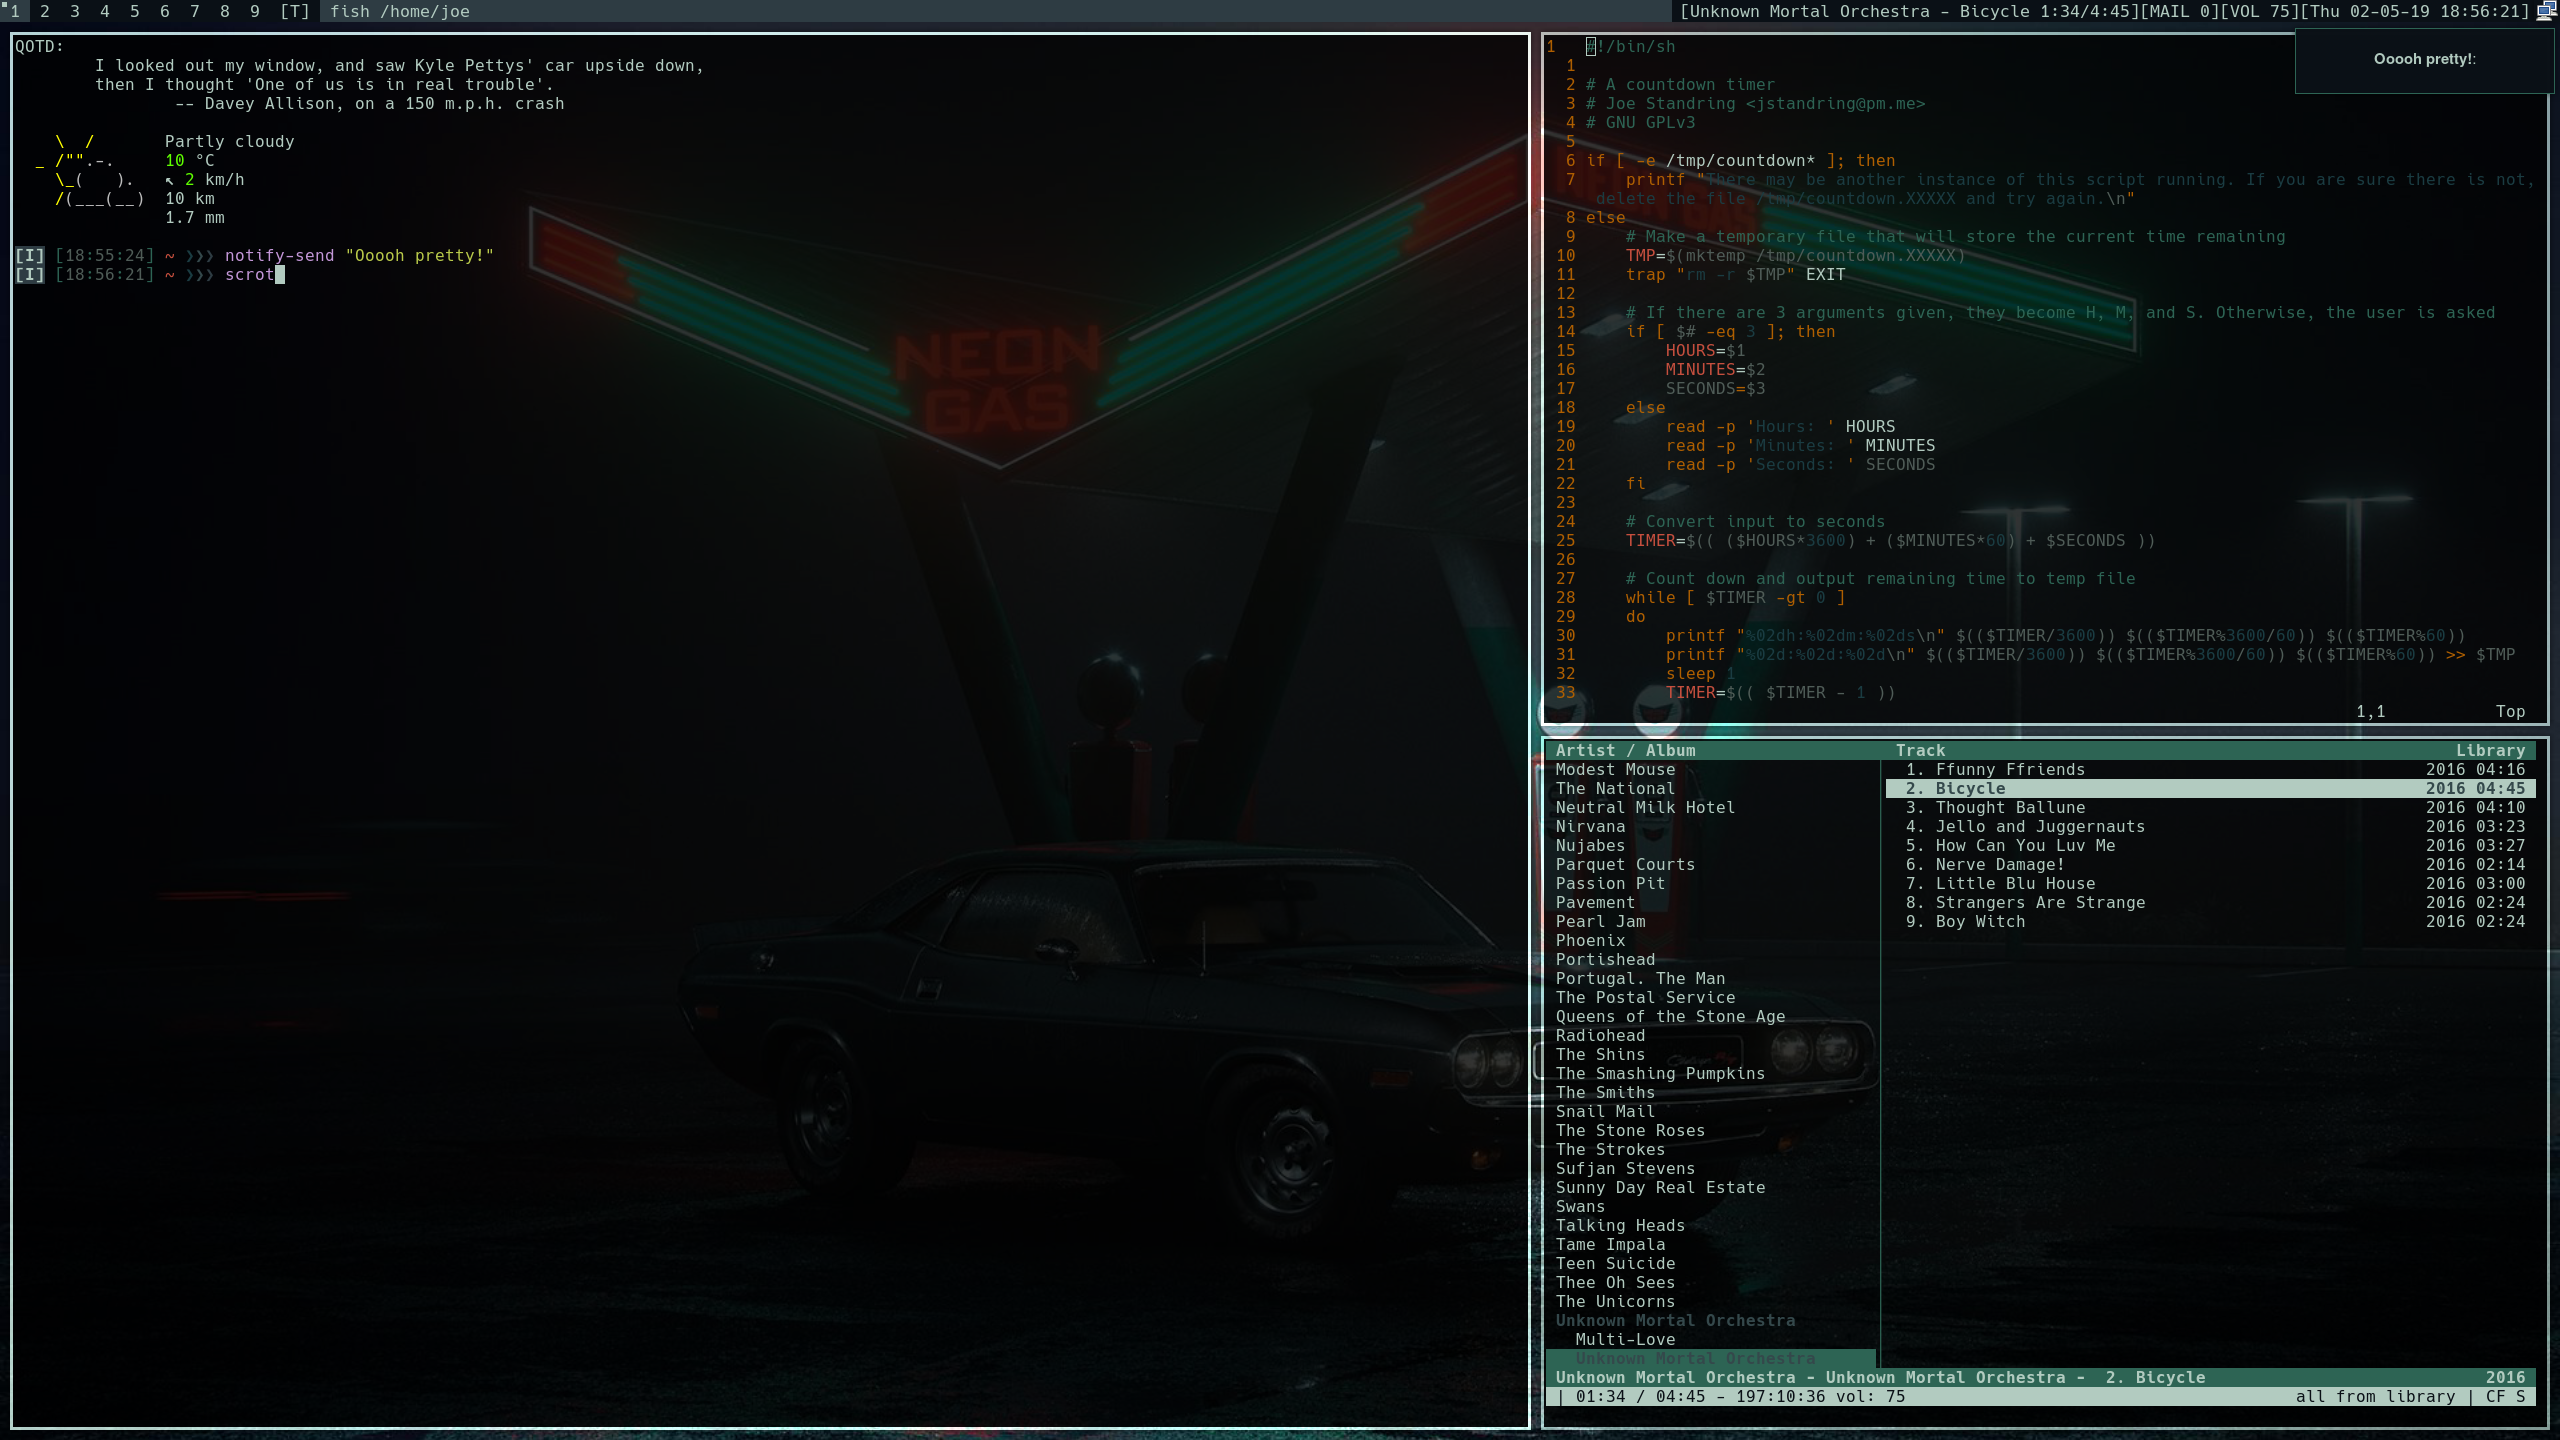 1 2 3 4 5 6 7 8 9 [T] fish /home/joe [Unknown Mortal Orchestra - Bicycle 1:34/4:45][MAIL 0][VOL 75][Thu 02-05-19 18:56:21]
QOTD:
I looked out my window, and saw Kyle Pettys' car upside down,
then I thought 'One of us is in real trouble'.
-- Davey Allison, on a 150 m.p.h. crash
\  /       Partly cloudy
_ /"".-.     10 °C
\_(   ).   ↖ 2 km/h
/(___(__)  10 km
1.7 mm
[I] [18:55:24] ~ ❯❯❯ notify-send "Ooooh pretty!"
[I] [18:56:21] ~ ❯❯❯ scrot
NEON
GAS
Ooooh pretty!:
1   #!/bin/sh
1
2 # A countdown timer
3 # Joe Standring <jstandring@pm.me>
4 # GNU GPLv3
5
6 if [ -e /tmp/countdown* ]; then
7     printf "There may be another instance of this script running. If you are sure there is not,
delete the file /tmp/countdown.XXXXX and try again.\n"
8 else
9     # Make a temporary file that will store the current time remaining
10     TMP=$(mktemp /tmp/countdown.XXXXX)
11     trap "rm -r $TMP" EXIT
12
13     # If there are 3 arguments given, they become H, M, and S. Otherwise, the user is asked
14     if [ $# -eq 3 ]; then
15         HOURS=$1
16         MINUTES=$2
17         SECONDS=$3
18     else
19         read -p 'Hours: ' HOURS
20         read -p 'Minutes: ' MINUTES
21         read -p 'Seconds: ' SECONDS
22     fi
23
24     # Convert input to seconds
25     TIMER=$(( ($HOURS*3600) + ($MINUTES*60) + $SECONDS ))
26
27     # Count down and output remaining time to temp file
28     while [ $TIMER -gt 0 ]
29     do
30         printf "%02dh:%02dm:%02ds\n" $(($TIMER/3600)) $(($TIMER%3600/60)) $(($TIMER%60))
31         printf "%02d:%02d:%02d\n" $(($TIMER/3600)) $(($TIMER%3600/60)) $(($TIMER%60)) >> $TMP
32         sleep 1
33         TIMER=$(( $TIMER - 1 ))
1,1           Top
Artist / Album Track Library
Modest Mouse 1. Ffunny Ffriends 2016 04:16
The National 2. Bicycle 2016 04:45
Neutral Milk Hotel 3. Thought Ballune 2016 04:10
Nirvana 4. Jello and Juggernauts 2016 03:23
Nujabes 5. How Can You Luv Me 2016 03:27
Parquet Courts 6. Nerve Damage! 2016 02:14
Passion Pit 7. Little Blu House 2016 03:00
Pavement 8. Strangers Are Strange 2016 02:24
Pearl Jam 9. Boy Witch 2016 02:24
Phoenix
Portishead
Portugal. The Man
The Postal Service
Queens of the Stone Age
Radiohead
The Shins
The Smashing Pumpkins
The Smiths
Snail Mail
The Stone Roses
The Strokes
Sufjan Stevens
Sunny Day Real Estate
Swans
Talking Heads
Tame Impala
Teen Suicide
Thee Oh Sees
The Unicorns
Unknown Mortal Orchestra
Multi-Love
Unknown Mortal Orchestra
Unknown Mortal Orchestra - Unknown Mortal Orchestra -  2. Bicycle 2016
| 01:34 / 04:45 - 197:10:36 vol: 75 all from library | CF S